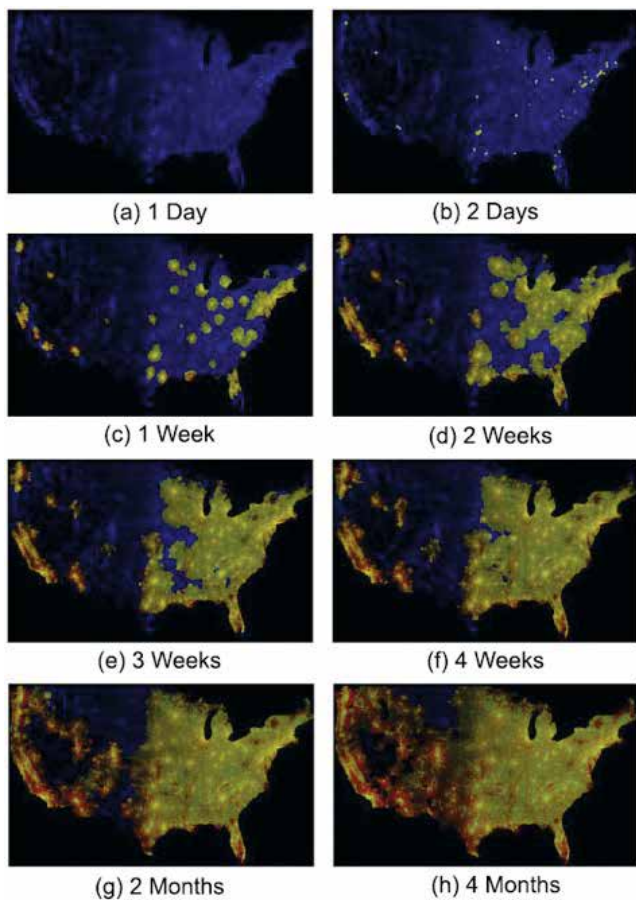 (a) 1 Day
(b) 2 Days
(c) 1 Week
(d) 2 Weeks
(e) 3 Weeks
(f) 4 Weeks
(g) 2 Months
(h) 4 Months